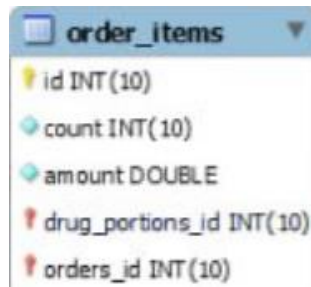 order_items
id INT(10)
count INT(10)
amount DOUBLE
drug_portions_id INT(10)
orders_id INT(10)